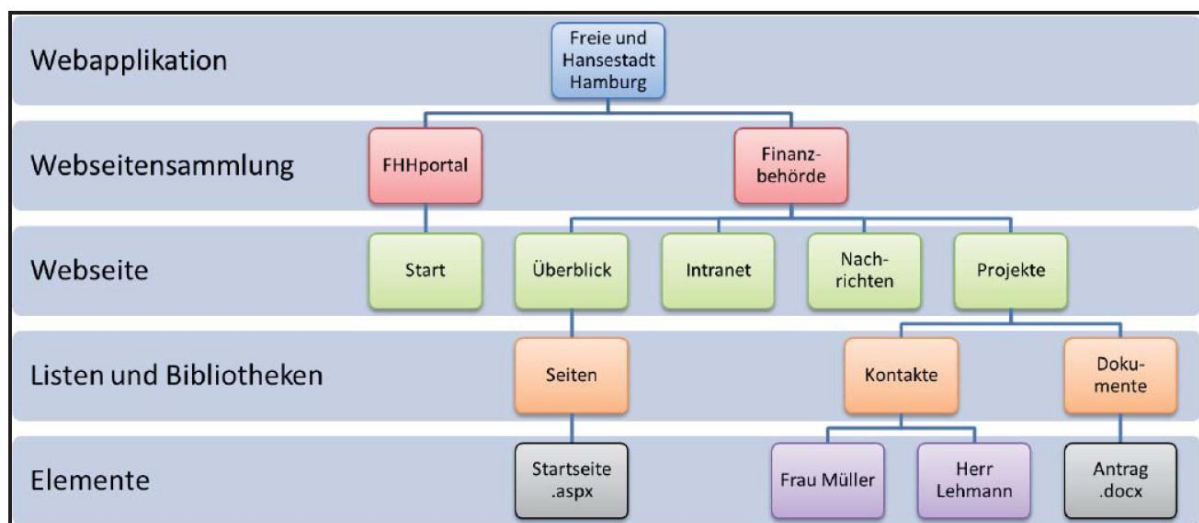 Webapplikation
Freie und
Hansestadt
Hamburg
Webseitensammlung
FHHportal
Finanz-
behörde
Webseite
Start
Überblick
Intranet
Nach-
richten
Projekte
Listen und Bibliotheken
Seiten
Kontakte
Doku-
mente
Elemente
Startseite
.aspx
Frau Müller
Herr
Lehmann
Antrag
.docx